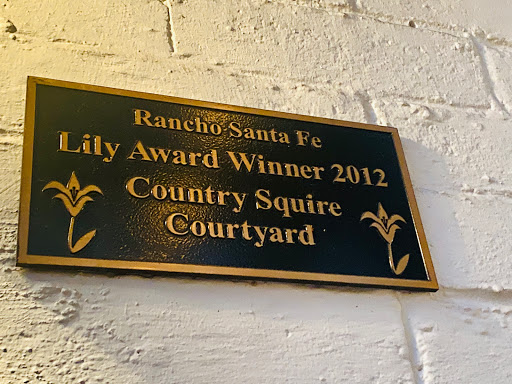 Rancho Santa Fe
Lily Award Winner 2012
Country Squire
Courtyard